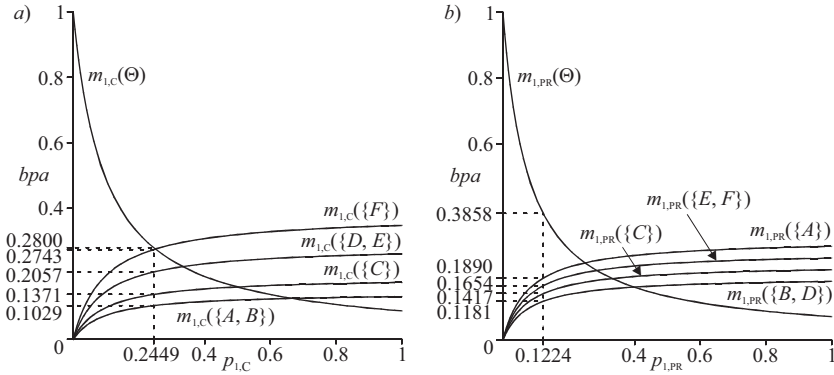 a)
1
0.8
0.6
bpa
0.4
0.2800
0.2743
0.2057
0.1371
0.1029
0
m1,C(Θ)
m1,C({F})
m1,C({D, E})
m1,C({C})
m1,C({A, B})
0
0.2449
0.4
0.6
0.8
1
p1,C
b)
1
0.8
0.6
bpa
0.3858
0.1890
0.1654
0.1417
0.1181
0
m1,PR(Θ)
m1,PR({E, F})
m1,PR({C})
m1,PR({A})
m1,PR({B, D})
0
0.1224
0.4
0.6
0.8
1
p1,PR